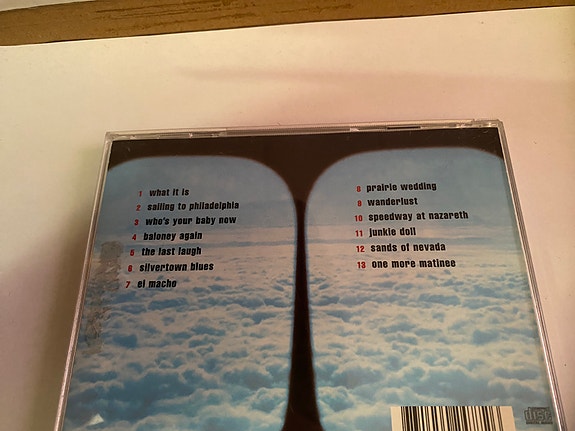 1 what it is
2 sailing to philadelphia
3 who's your baby now
4 baloney again
5 the last laugh
6 silvertown blues
7 el macho
8 prairie wedding
9 wanderlust
10 speedway at nazareth
11 junkie doll
12 sands of nevada
13 one more matinee
disc